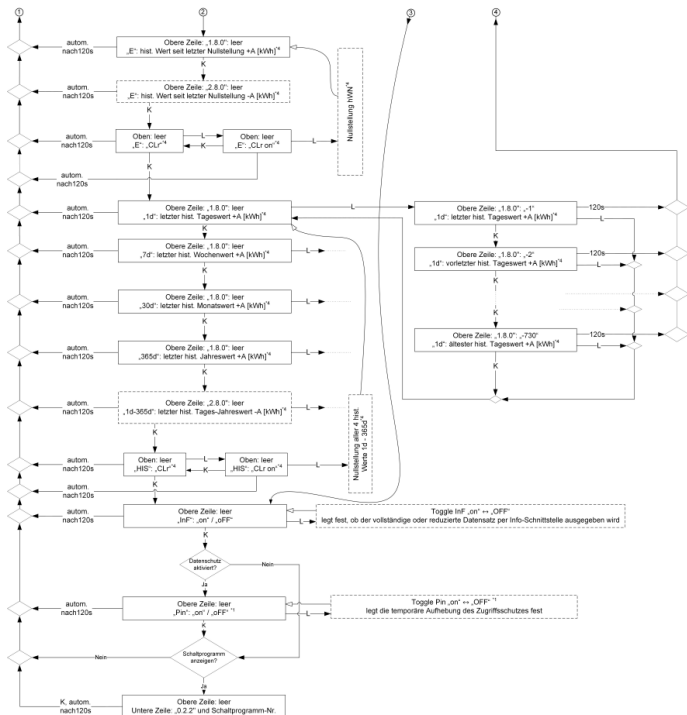 1
2
3
4
autom.
nach120s
Obere Zeile: „1.8.0": leer
„E": hist. Wert seit letzter Nullstellung +A [kWh]*⁴
K
autom.
nach120s
Obere Zeile: „2.8.0": leer
„E": hist. Wert seit letzter Nullstellung -A [kWh]*⁴
K
Nullstellung hWN*⁴
autom.
nach120s
Oben: leer
„E": „CLr"*⁴
L
K
Oben: leer
„E": „CLr on"*⁴
L
autom.
nach120s
K
autom.
nach120s
Obere Zeile: „1.8.0": leer
„1d": letzter hist. Tageswert +A [kWh]*⁴
L
K
Obere Zeile: „1.8.0": „-1"
„1d": letzter hist. Tageswert +A [kWh]*⁴
120s
L
K
autom.
nach120s
Obere Zeile: „1.8.0": leer
„7d": letzter hist. Wochenwert +A [kWh]*⁴
L
K
Obere Zeile: „1.8.0": „-2"
„1d": vorletzter hist. Tageswert +A [kWh]*⁴
120s
L
K
autom.
nach120s
Obere Zeile: „1.8.0": leer
„30d": letzter hist. Monatswert +A [kWh]*⁴
L
K
K
autom.
nach120s
Obere Zeile: „1.8.0": leer
„365d": letzter hist. Jahreswert +A [kWh]*⁴
L
K
Obere Zeile: „1.8.0": „-730"
„1d": ältester hist. Tageswert +A [kWh]*⁴
120s
L
K
autom.
nach120s
Obere Zeile: „2.8.0": leer
„1d-365d": letzter hist. Tages-Jahreswert -A [kWh]*⁴
L
K
Nullstellung aller 4 hist.
Werte 1d - 365d*⁴
autom.
nach120s
Oben: leer
„HIS": „CLr"*⁴
L
K
Oben: leer
„HIS": „CLr on"*⁴
L
autom.
nach120s
K
autom.
nach120s
Obere Zeile: leer
„InF": „on" / „oFF"
L
K
Toggle InF „on" ↔ „OFF"
legt fest, ob der vollständige oder reduzierte Datensatz per Info-Schnittstelle ausgegeben wird
Datenschutz
aktiviert?
Nein
Ja
autom.
nach120s
Obere Zeile: leer
„Pin": „on" / „oFF" *¹
L
K
Toggle Pin „on" ↔ „OFF" *¹
legt die temporäre Aufhebung des Zugriffsschutzes fest
Nein
Schaltprogramm
anzeigen?
Ja
K, autom.
nach120s
Obere Zeile: leer
Untere Zeile: „0.2.2" und Schaltprogramm-Nr.